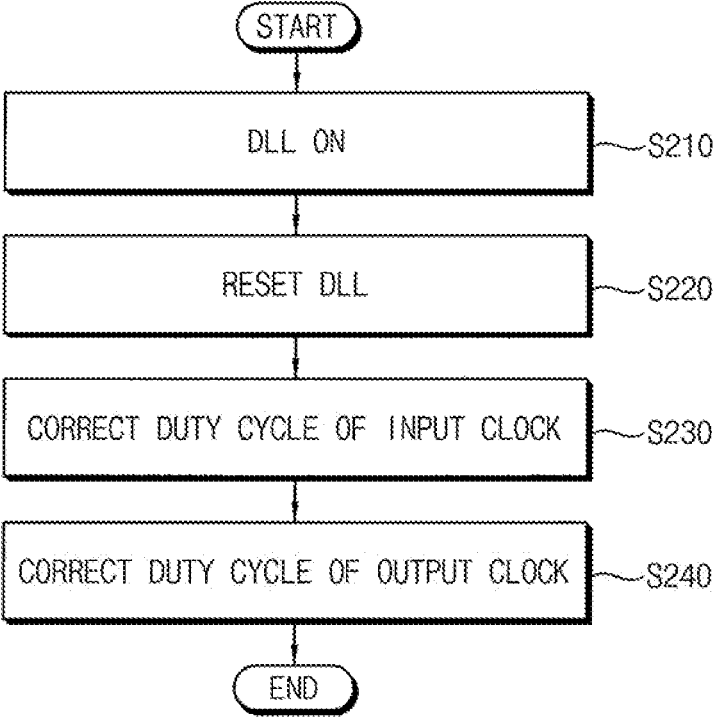 START
DLL ON
S210
RESET DLL
S220
CORRECT DUTY CYCLE OF INPUT CLOCK
S230
CORRECT DUTY CYCLE OF OUTPUT CLOCK
S240
END